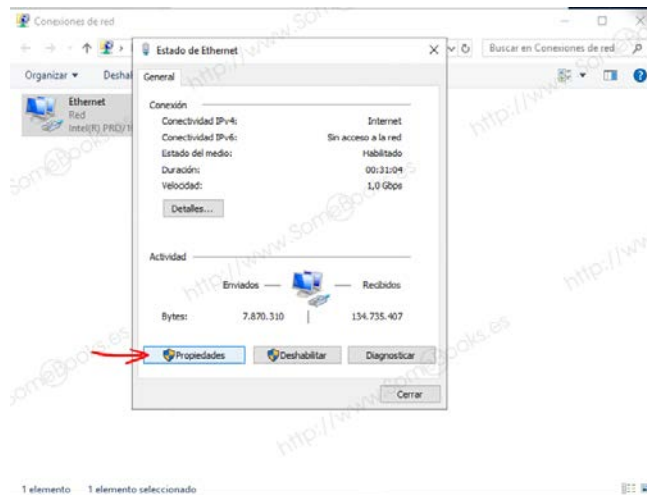 Conexiones de red
Estado de Ethernet
Buscar en Conexiones de red
Organizar
Deshal
General
Ethernet
Red
Intel(R) PRO/1
Conexión
Conectividad IPv4: Internet
Conectividad IPv6: Sin acceso a la red
Estado del medio: Habilitado
Duración: 00:31:04
Velocidad: 1,0 Gbps
Detalles...
Actividad
Enviados — — Recibidos
Bytes: 7.870.310 | 134.735.407
Propiedades Deshabilitar Diagnosticar
Cerrar
1 elemento 1 elemento seleccionado
http://www.SomeBooks.es